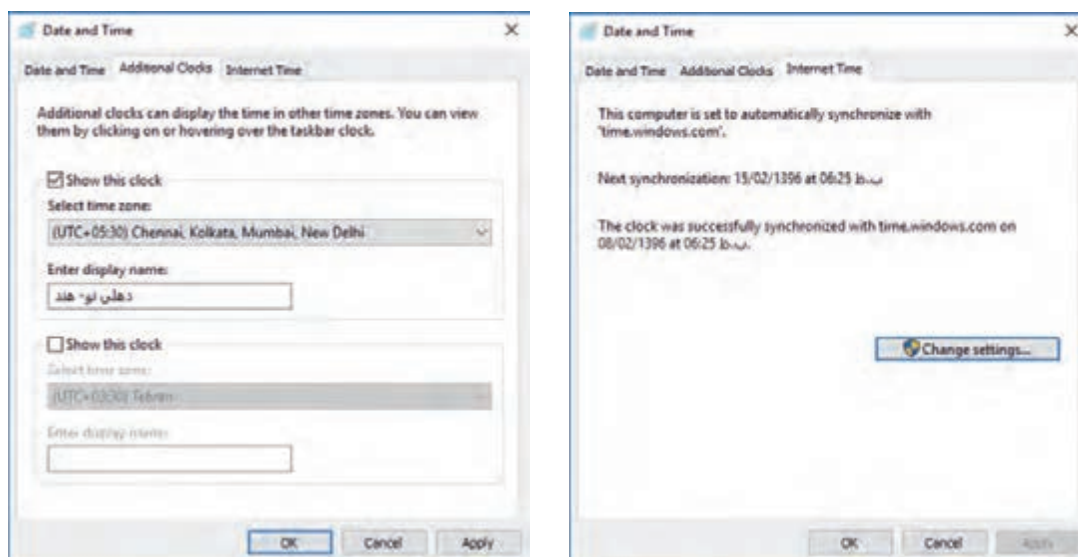 Date and Time
Date and Time Additional Clocks Internet Time
Additional clocks can display the time in other time zones. You can view
them by clicking on or hovering over the taskbar clock.
Show this clock
Select time zone:
(UTC+05:30) Chennai, Kolkata, Mumbai, New Delhi
Enter display name:
دهلی نو- هند
Show this clock
Select time zone:
(UTC+03:30) Tehran
Enter display name:
OK Cancel Apply
Date and Time
Date and Time Additional Clocks Internet Time
This computer is set to automatically synchronize with
'time.windows.com'.
Next synchronization: 15/02/1396 at 06:25 ب.ظ
The clock was successfully synchronized with time.windows.com on
08/02/1396 at 06:25 ب.ظ.
Change settings...
OK Cancel Apply